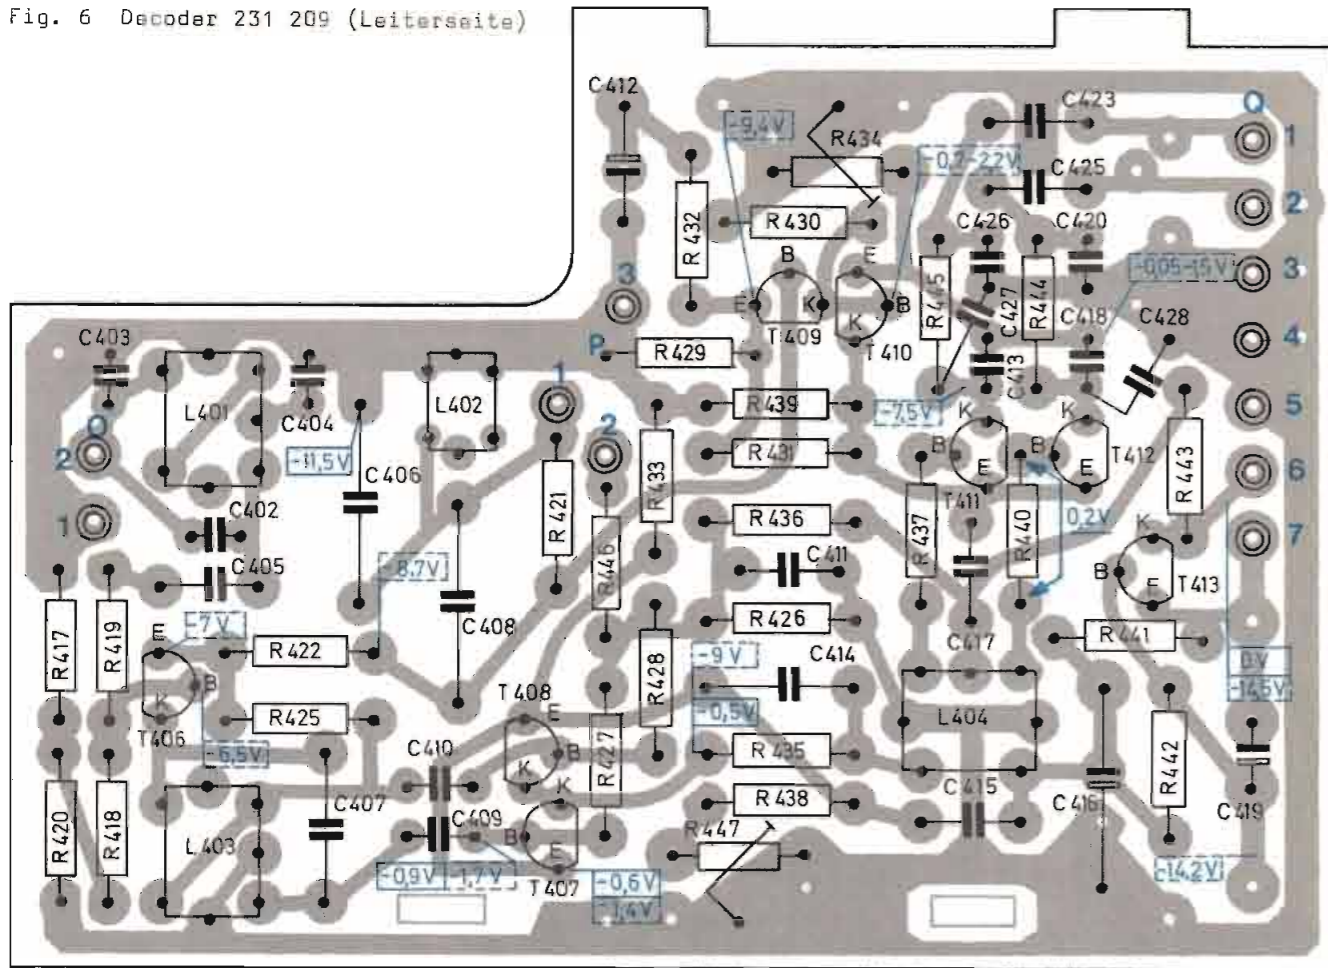 Fig. 6 Decoder 231 209 (Leiterseite)
C412
C423
Q
1
-9,4V
R434
-0,7-2,2V
C425
R432
R430
2
C426
C420
B
E
3
3
R445
R444
-0,05-15V
E
K
B
C427
C418
C428
K
T409
T410
4
C403
P
R429
C413
1
L401
L402
R439
-7,5V
5
C404
K
K
Q
2
2
-11,5V
R433
R431
B
E
B
E
T412
R443
6
C406
R421
T411
1
C402
R436
R437
R440
0,2V
7
K
C405
R446
C411
B
E
T413
-8,7V
R417
R419
C408
R426
R441
-7V
E
R422
-9V
C414
C417
0V
-14,5V
B
R428
K
T408
E
-0,5V
L404
R425
T406
B
R427
R435
R442
-6,5V
C410
K
K
R438
C415
C416
C419
R420
R418
L403
C407
C409
B
E
R447
-0,9V
-1,7V
T407
-0,6V
-1,4V
-14,2V